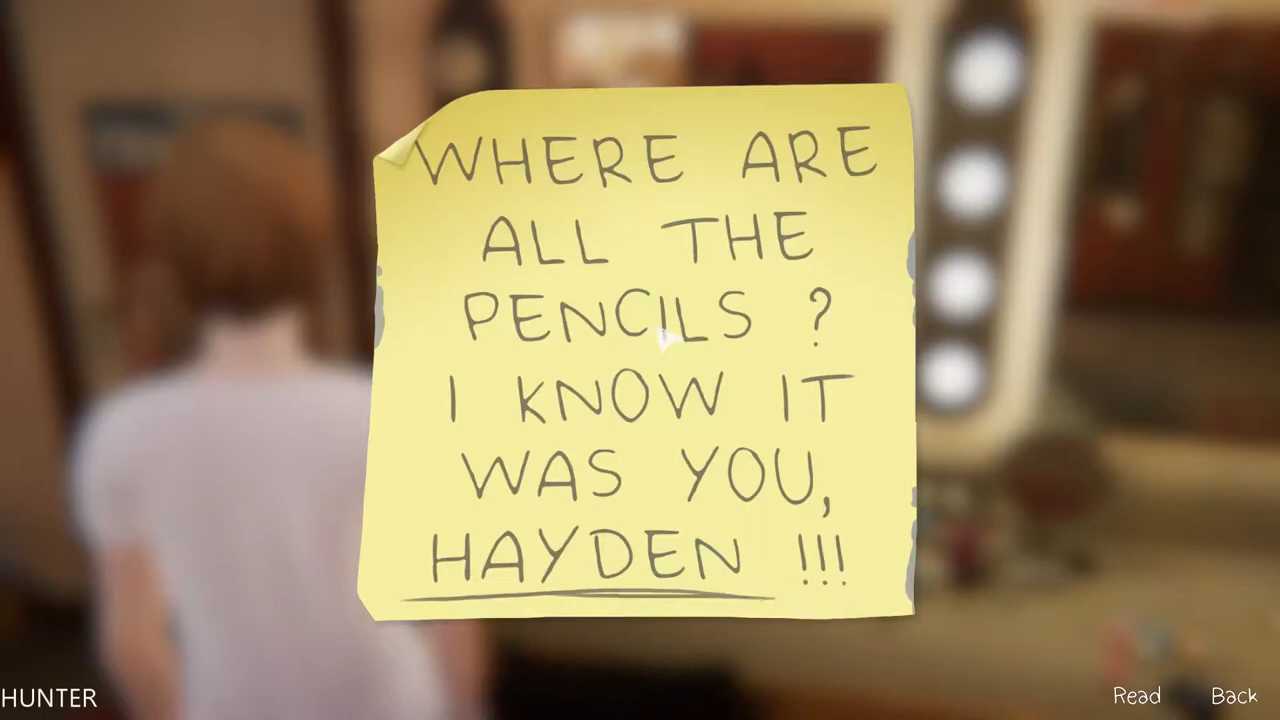 WHERE ARE
ALL THE
PENCILS ?
I KNOW IT
WAS YOU,
HAYDEN !!!
HUNTER
Read Back